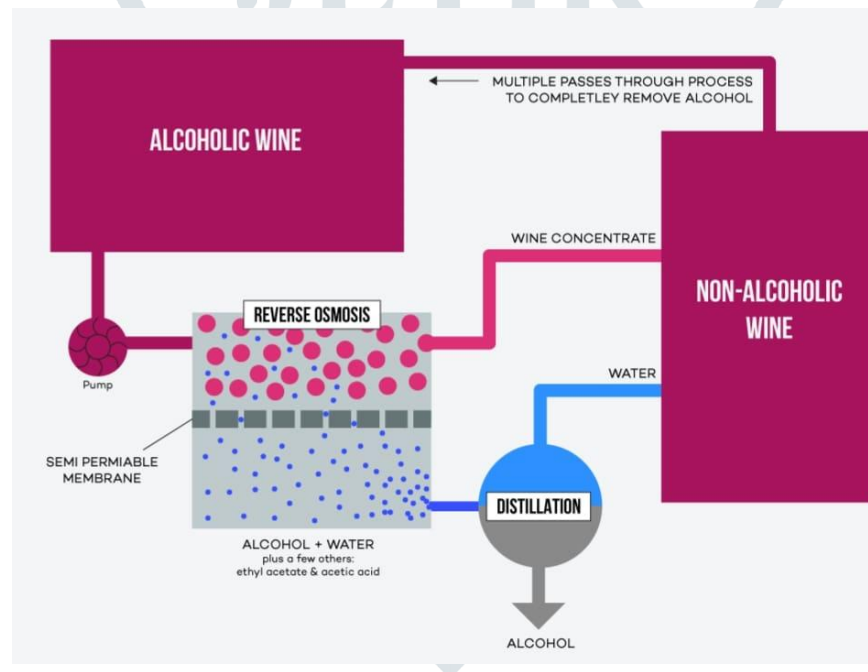 ALCOHOLIC WINE
MULTIPLE PASSES THROUGH PROCESS
TO COMPLETLEY REMOVE ALCOHOL
WINE CONCENTRATE
NON-ALCOHOLIC
WINE
REVERSE OSMOSIS
Pump
WATER
SEMI PERMIABLE
MEMBRANE
DISTILLATION
ALCOHOL + WATER
plus a few others:
ethyl acetate & acetic acid
ALCOHOL